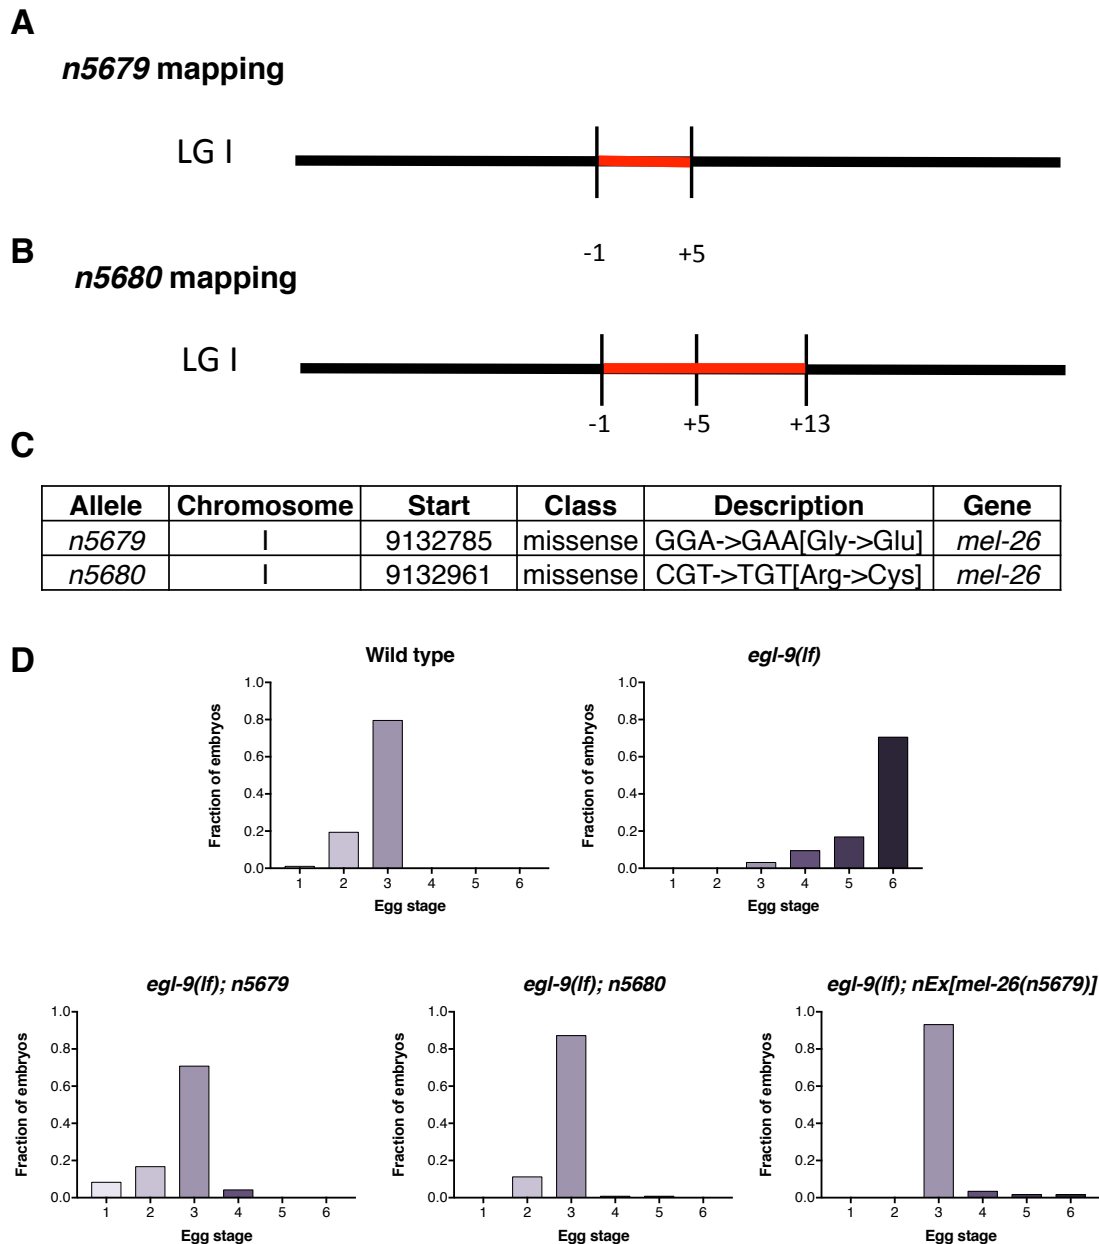 A
n5679 mapping
LG I
-1 +5
B
n5680 mapping
LG I
-1 +5 +13
C
Allele Chromosome Start Class Description Gene
n5679 I 9132785 missense GGA->GAA[Gly->Glu] mel-26
n5680 I 9132961 missense CGT->TGT[Arg->Cys] mel-26
D
Wild type
Fraction of embryos
1.0
0.8
0.6
0.4
0.2
0.0
1 2 3 4 5 6
Egg stage
egl-9(lf)
Fraction of embryos
1.0
0.8
0.6
0.4
0.2
0.0
1 2 3 4 5 6
Egg stage
egl-9(lf); n5679
Fraction of embryos
1.0
0.8
0.6
0.4
0.2
0.0
1 2 3 4 5 6
Egg stage
egl-9(lf); n5680
Fraction of embryos
1.0
0.8
0.6
0.4
0.2
0.0
1 2 3 4 5 6
Egg stage
egl-9(lf); nEx[mel-26(n5679)]
Fraction of embryos
1.0
0.8
0.6
0.4
0.2
0.0
1 2 3 4 5 6
Egg stage